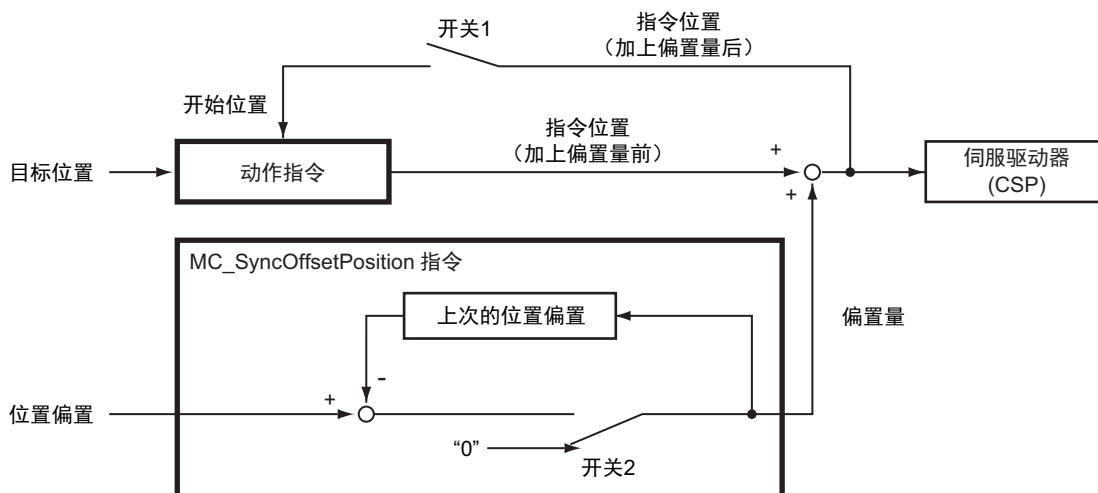 开关1
指令位置
（加上偏置量后）
开始位置
目标位置
动作指令
指令位置
（加上偏置量前）
+
+
伺服驱动器
(CSP)
MC_SyncOffsetPosition 指令
上次的位置偏置
偏置量
-
位置偏置
+
“0”
开关2